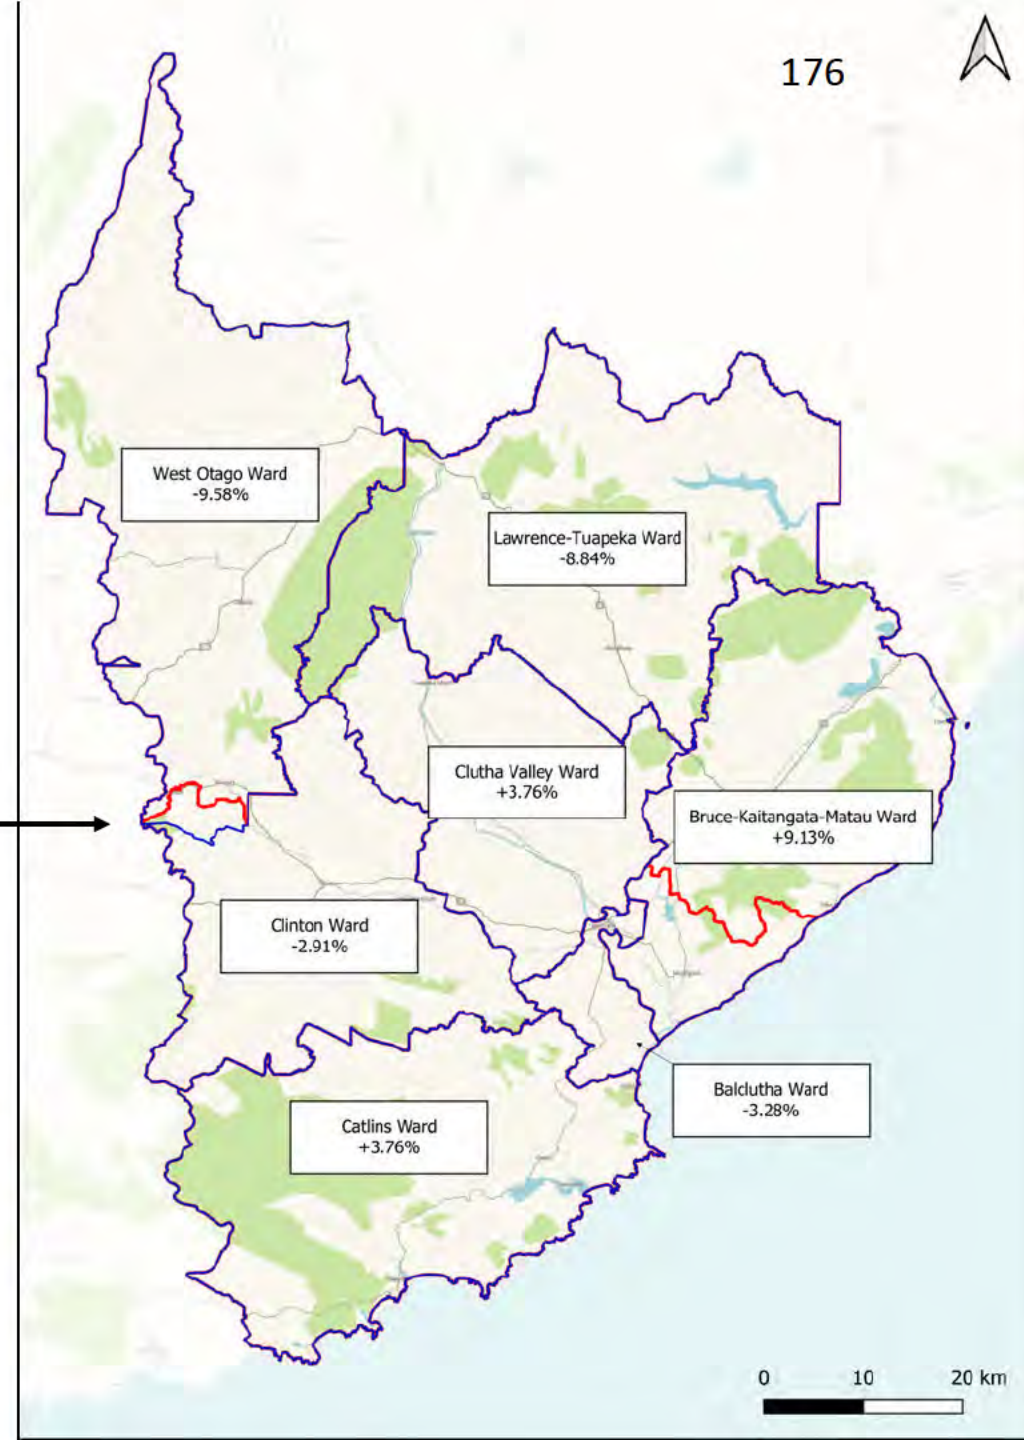 176
West Otago Ward
-9.58%
Lawrence-Tuapeka Ward
-8.84%
Clutha Valley Ward
+3.76%
Bruce-Kaitangata-Matau Ward
+9.13%
Clinton Ward
-2.91%
Balclutha Ward
-3.28%
Catlins Ward
+3.76%
0 10 20 km